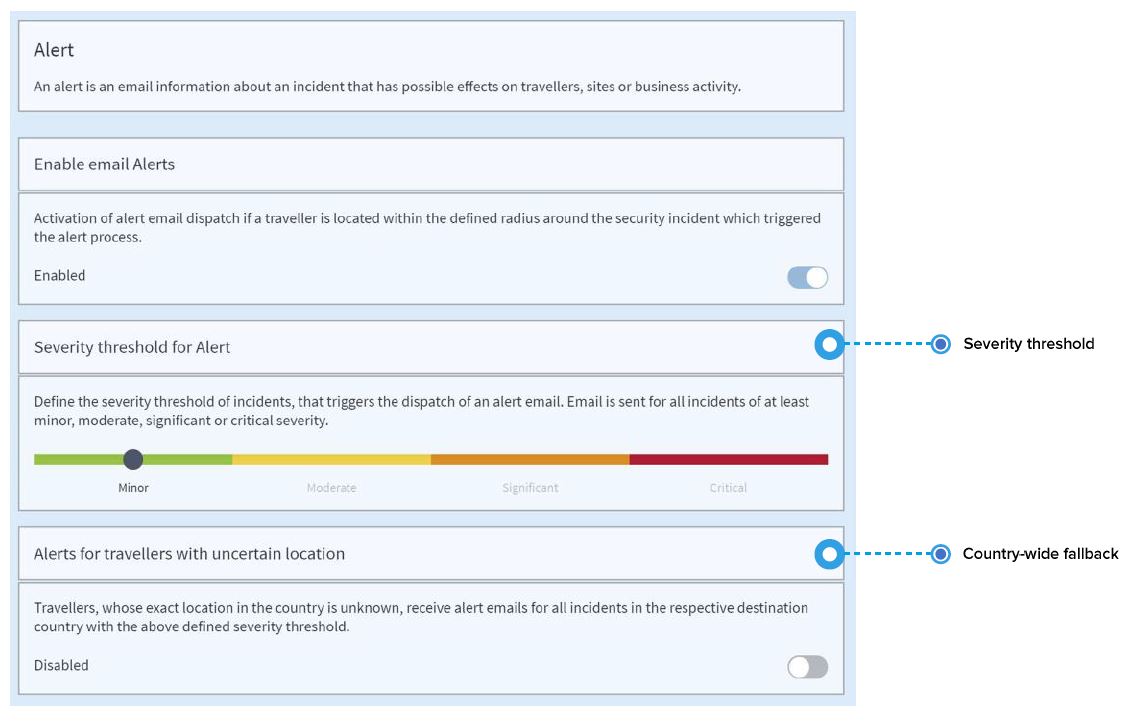 Alert
An alert is an email information about an incident that has possible effects on travellers, sites or business activity.
Enable email Alerts
Activation of alert email dispatch if a traveller is located within the defined radius around the security incident which triggered
the alert process.
Enabled
Severity threshold for Alert
Severity threshold
Define the severity threshold of incidents, that triggers the dispatch of an alert email. Email is sent for all incidents of at least
minor, moderate, significant or critical severity.
Minor Moderate Significant Critical
Alerts for travellers with uncertain location
Country-wide fallback
Travellers, whose exact location in the country is unknown, receive alert emails for all incidents in the respective destination
country with the above defined severity threshold.
Disabled